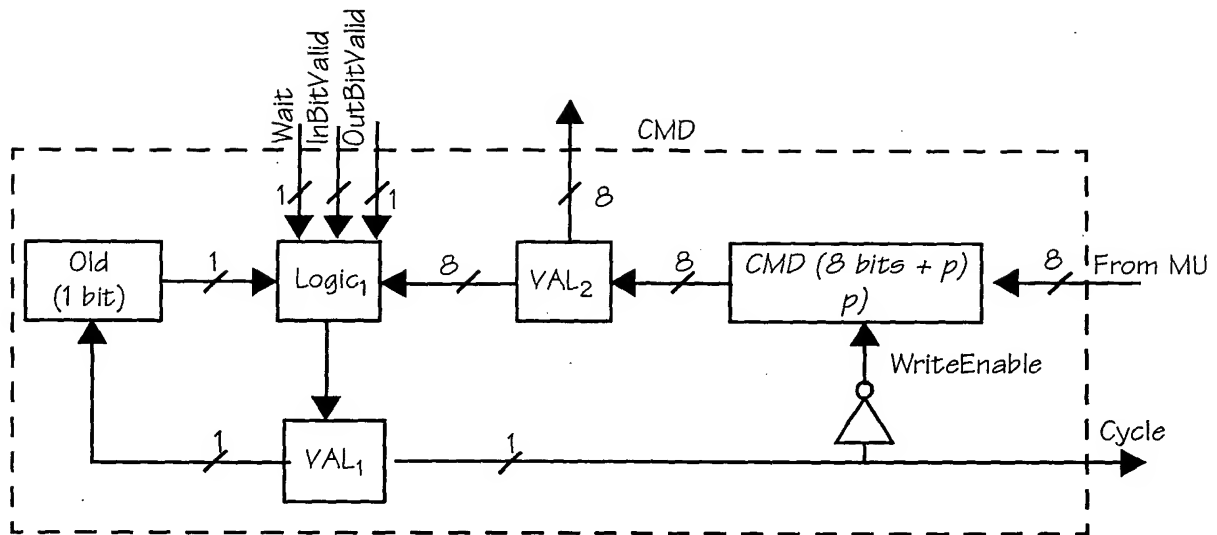 Wait
InBitValid
OutBitValid
CMD
1
1
8
Old
(1 bit)
1
Logic₁
8
VAL₂
8
CMD (8 bits + p)
p)
8
From MU
WriteEnable
1
VAL₁
1
Cycle